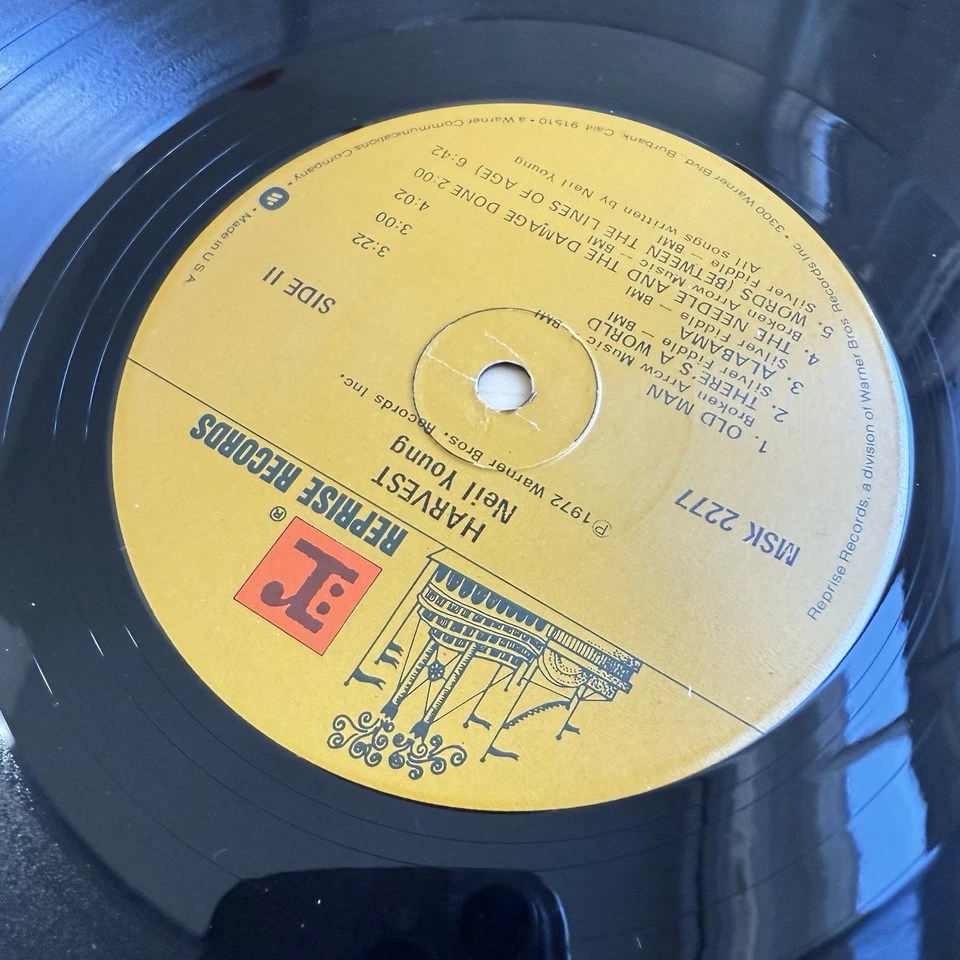 r:
REPRISE RECORDS
®
HARVEST
Neil Young
℗1972 Warner Bros. Records Inc.
MSK 2277
SIDE II
1. OLD MAN 3:22
Broken Arrow Music BMI
2. THERE'S A WORLD 3:00
Silver Fiddle — BMI
3. ALABAMA 4:02
Silver Fiddle — BMI
4. THE NEEDLE AND THE DAMAGE DONE 2:00
Broken Arrow Music — BMI
5. WORDS (BETWEEN THE LINES OF AGE) 6:42
Silver Fiddle — BMI
All songs written by Neil Young
Reprise Records, a division of Warner Bros. Records Inc • 3300 Warner Blvd, Burbank, Calif 91510 • a Warner Communications Company • • Made in U S A